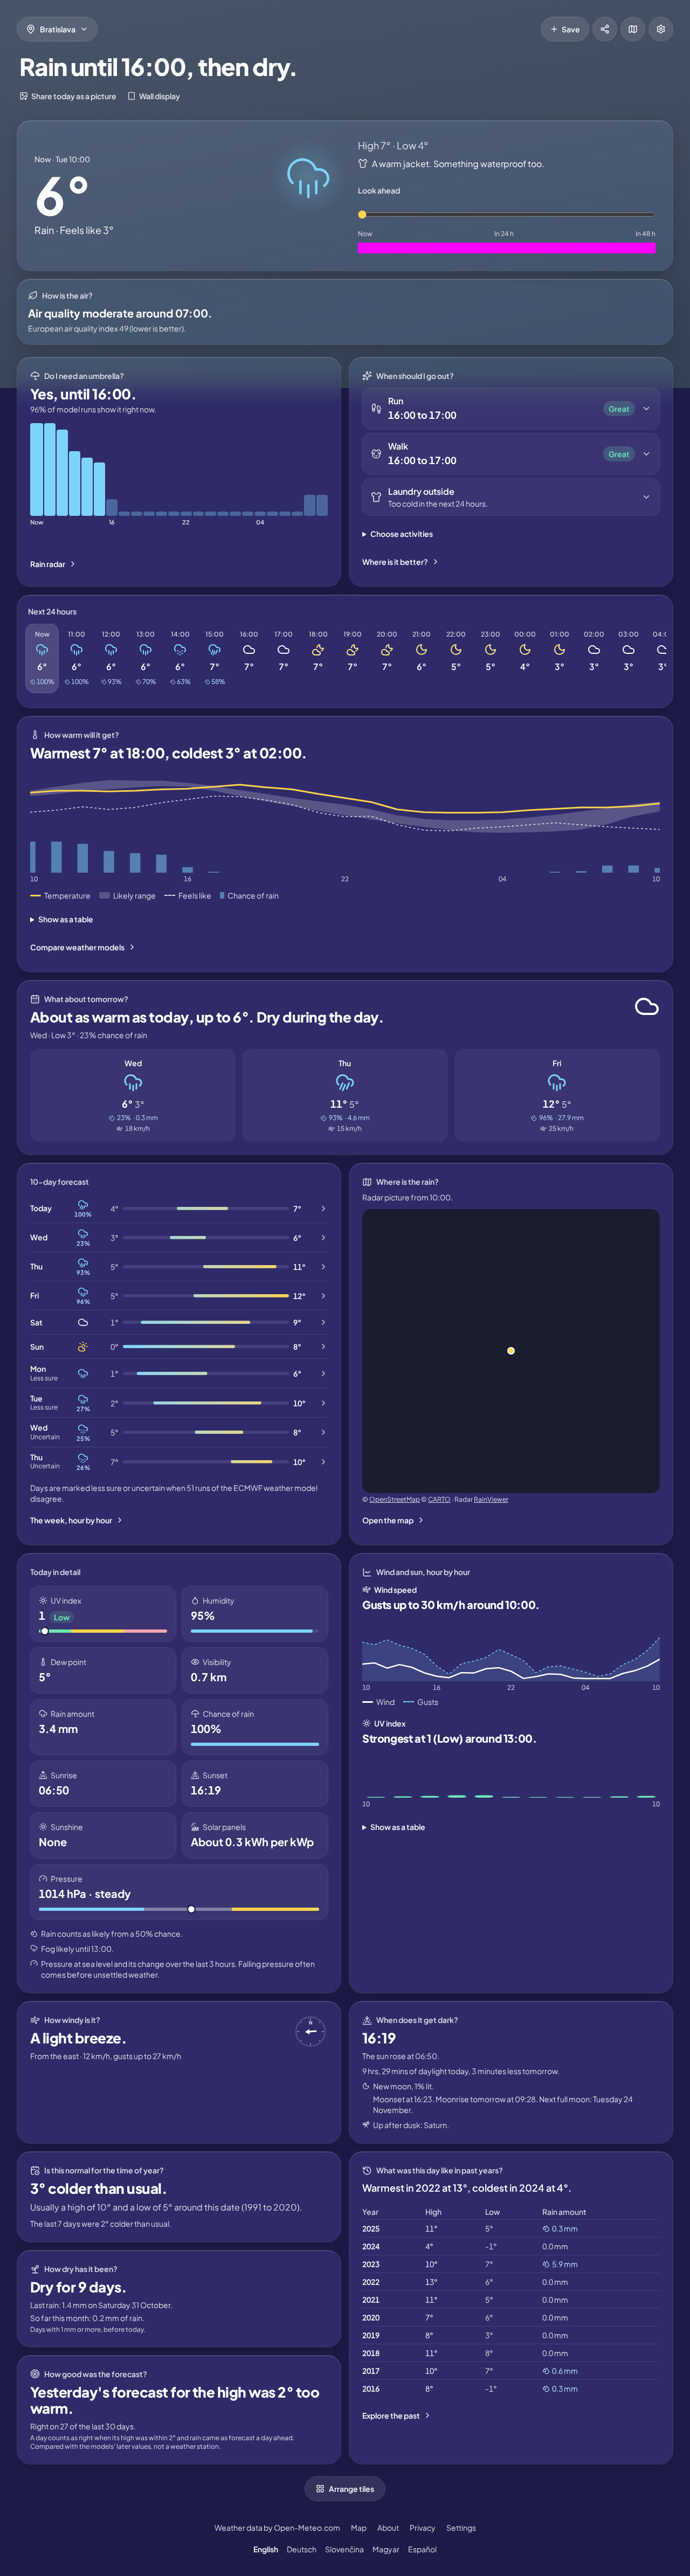 Bratislava
Save
Rain until 16:00, then dry.
Share today as a picture
Wall display
Now · Tue 10:00
6°
Rain · Feels like 3°
High 7° · Low 4°
A warm jacket. Something waterproof too.
Look ahead
Now In 24 h In 48 h
How is the air?
Air quality moderate around 07:00.
European air quality index 49 (lower is better).
Do I need an umbrella?
Yes, until 16:00.
96% of model runs show it right now.
Now 16 22 04
Rain radar
When should I go out?
Run
16:00 to 17:00
Great
Walk
16:00 to 17:00
Great
Laundry outside
Too cold in the next 24 hours.
Choose activities
Where is it better?
Next 24 hours
Now 11:00 12:00 13:00 14:00 15:00 16:00 17:00 18:00 19:00 20:00 21:00 22:00 23:00 00:00 01:00 02:00 03:00 04:0
6° 6° 6° 6° 6° 7° 7° 7° 7° 7° 7° 6° 5° 5° 4° 3° 3° 3° 3°
100% 100% 93% 70% 63% 58%
How warm will it get?
Warmest 7° at 18:00, coldest 3° at 02:00.
10 16 22 04 10
Temperature Likely range Feels like Chance of rain
Show as a table
Compare weather models
What about tomorrow?
About as warm as today, up to 6°. Dry during the day.
Wed · Low 3° · 23% chance of rain
Wed
6° 3°
23% · 0.3 mm
18 km/h
Thu
11° 5°
93% · 4.6 mm
15 km/h
Fri
12° 5°
96% · 27.9 mm
25 km/h
10-day forecast
Today 100% 4° 7°
Wed 23% 3° 6°
Thu 93% 5° 11°
Fri 96% 5° 12°
Sat 1° 9°
Sun 0° 8°
Mon Less sure 1° 6°
Tue Less sure 27% 2° 10°
Wed Uncertain 25% 5° 8°
Thu Uncertain 26% 7° 10°
Days are marked less sure or uncertain when 51 runs of the ECMWF weather model
disagree.
The week, hour by hour
Where is the rain?
Radar picture from 10:00.
© OpenStreetMap © CARTO · Radar RainViewer
Open the map
Today in detail
UV index
1 Low
Humidity
95%
Dew point
5°
Visibility
0.7 km
Rain amount
3.4 mm
Chance of rain
100%
Sunrise
06:50
Sunset
16:19
Sunshine
None
Solar panels
About 0.3 kWh per kWp
Pressure
1014 hPa · steady
Rain counts as likely from a 50% chance.
Fog likely until 13:00.
Pressure at sea level and its change over the last 3 hours. Falling pressure often
comes before unsettled weather.
Wind and sun, hour by hour
Wind speed
Gusts up to 30 km/h around 10:00.
10 16 22 04 10
Wind Gusts
UV index
Strongest at 1 (Low) around 13:00.
10 10
Show as a table
How windy is it?
A light breeze.
From the east · 12 km/h, gusts up to 27 km/h
N
When does it get dark?
16:19
The sun rose at 06:50.
9 hrs, 29 mins of daylight today, 3 minutes less tomorrow.
New moon, 1% lit.
Moonset at 16:23. Moonrise tomorrow at 09:28. Next full moon: Tuesday 24
November.
Up after dusk: Saturn.
Is this normal for the time of year?
3° colder than usual.
Usually a high of 10° and a low of 5° around this date (1991 to 2020).
The last 7 days were 2° colder than usual.
How dry has it been?
Dry for 9 days.
Last rain: 1.4 mm on Saturday 31 October.
So far this month: 0.2 mm of rain.
Days with 1 mm or more, before today.
How good was the forecast?
Yesterday's forecast for the high was 2° too
warm.
Right on 27 of the last 30 days.
A day counts as right when its high was within 2° and rain came as forecast a day ahead.
Compared with the models' later values, not a weather station.
What was this day like in past years?
Warmest in 2022 at 13°, coldest in 2024 at 4°.
Year High Low Rain amount
2025 11° 5° 0.3 mm
2024 4° -1° 0.0 mm
2023 10° 7° 5.9 mm
2022 13° 6° 0.0 mm
2021 11° 5° 0.0 mm
2020 7° 6° 0.0 mm
2019 8° 3° 0.0 mm
2018 11° 8° 0.0 mm
2017 10° 7° 0.6 mm
2016 8° -1° 0.3 mm
Explore the past
Arrange tiles
Weather data by Open-Meteo.com Map About Privacy Settings
English Deutsch Slovenčina Magyar Español